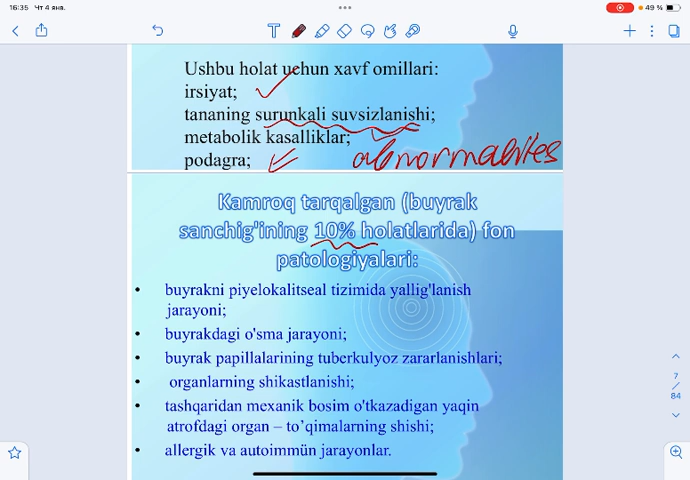 16:35 Чт 4 янв.
49 %
Ushbu holat uchun xavf omillari:
irsiyat;
tananing surunkali suvsizlanishi;
metabolik kasalliklar;
podagra;
abnormabites
Kamroq tarqalgan (buyrak
sanchig'ining 10% holatlarida) fon
patologiyalari:
• buyrakni piyelokalitseal tizimida yallig'lanish
jarayoni;
• buyrakdagi o'sma jarayoni;
• buyrak papillalarining tuberkulyoz zararlanishlari;
• organlarning shikastlanishi;
• tashqaridan mexanik bosim o'tkazadigan yaqin
atrofdagi organ – to’qimalarning shishi;
• allergik va autoimmün jarayonlar.
7
/
84